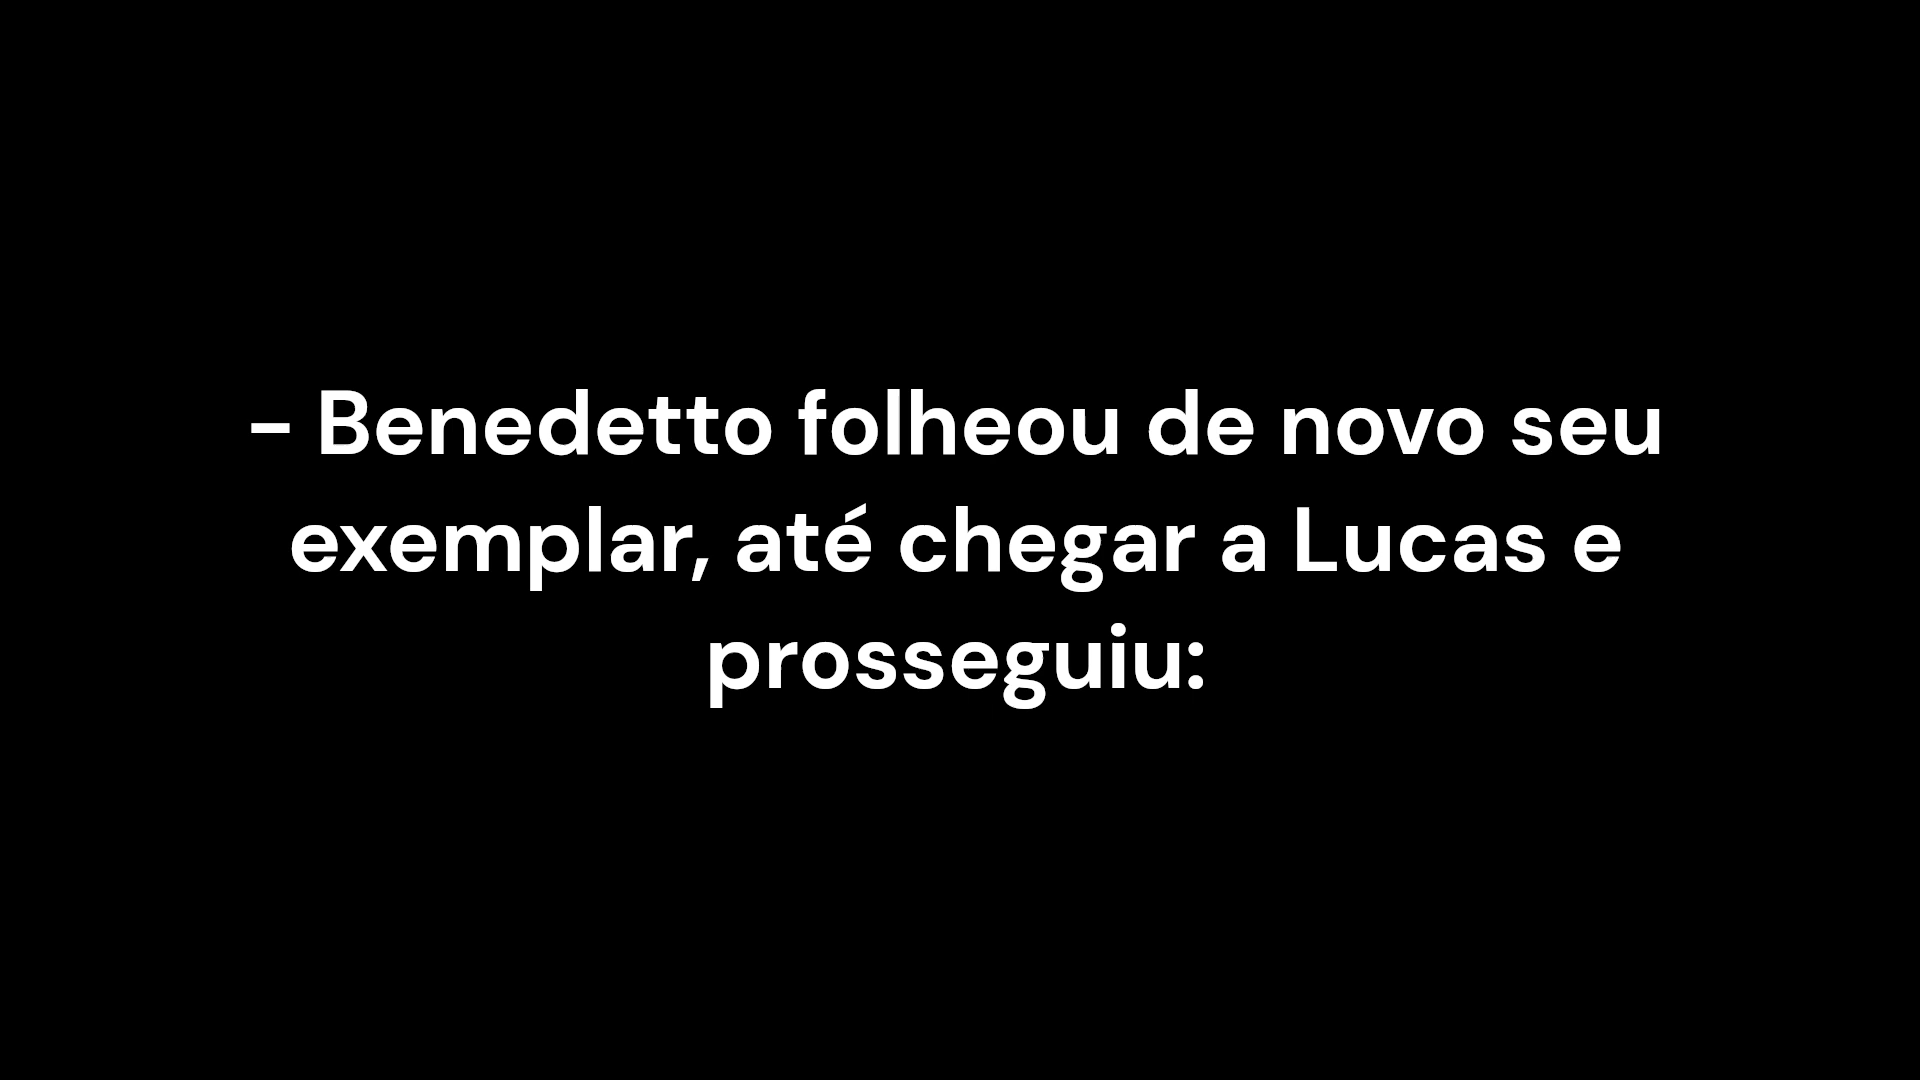 - Benedetto folheou de novo seu
exemplar, até chegar a Lucas e
prosseguiu: